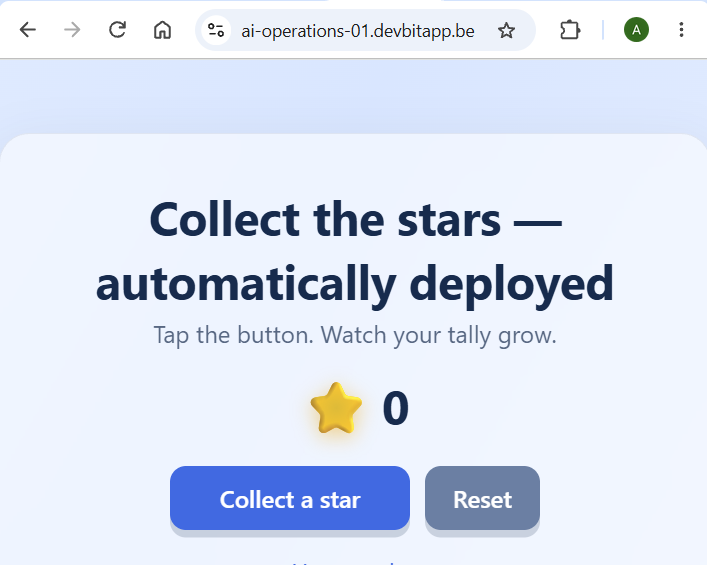 ai-operations-01.devbitapp.be
A
Collect the stars —
automatically deployed
Tap the button. Watch your tally grow.
0
Collect a star
Reset